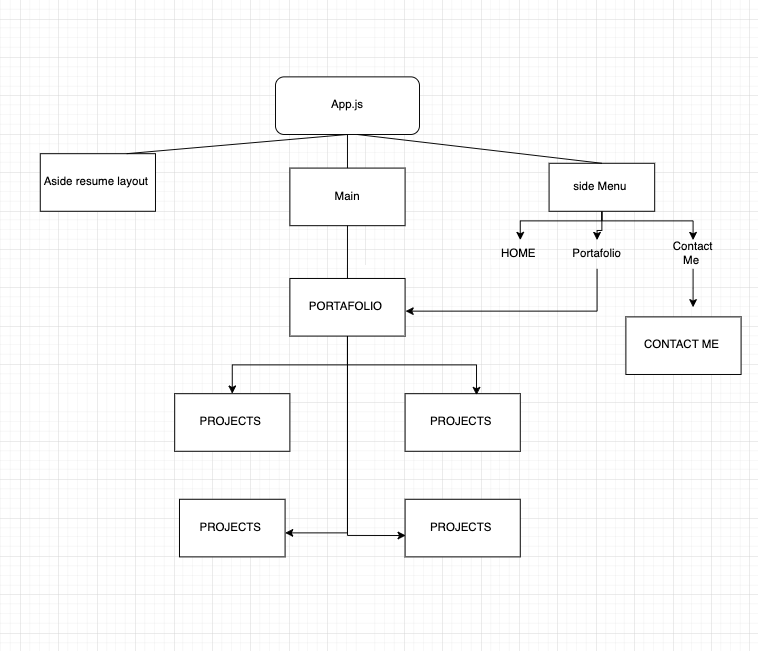 App.js
Aside resume layout
Main
side Menu
HOME
Portafolio
Contact
Me
PORTAFOLIO
CONTACT ME
PROJECTS
PROJECTS
PROJECTS
PROJECTS